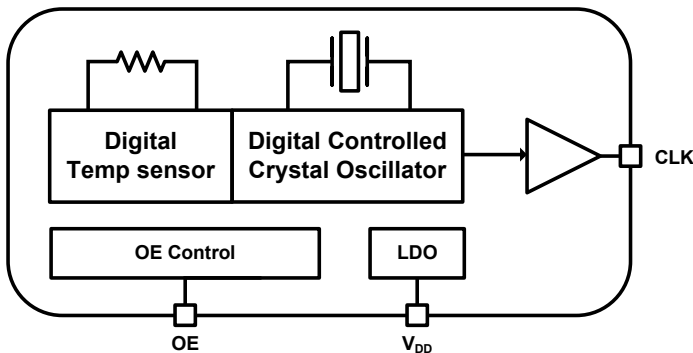 Digital
Temp sensor
Digital Controlled
Crystal Oscillator
CLK
OE Control
LDO
OE
VDD